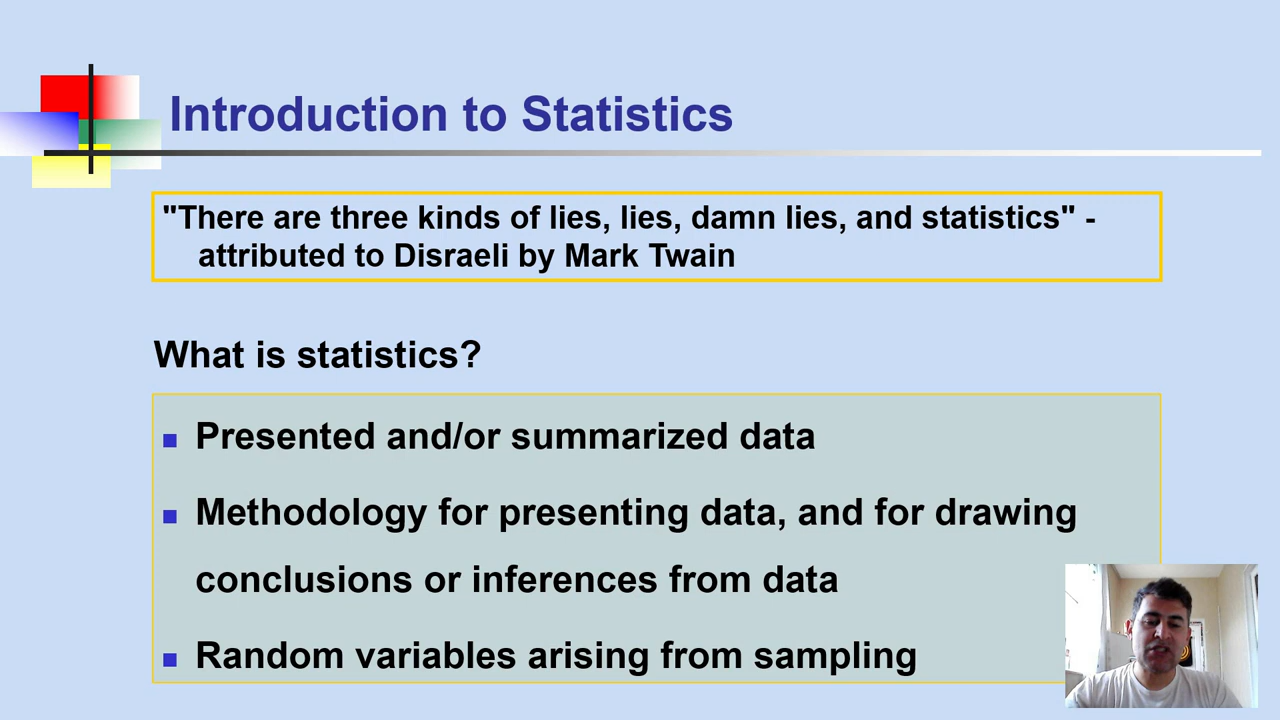 Introduction to Statistics
"There are three kinds of lies, lies, damn lies, and statistics" -
attributed to Disraeli by Mark Twain
What is statistics?
Presented and/or summarized data
Methodology for presenting data, and for drawing
conclusions or inferences from data
Random variables arising from sampling